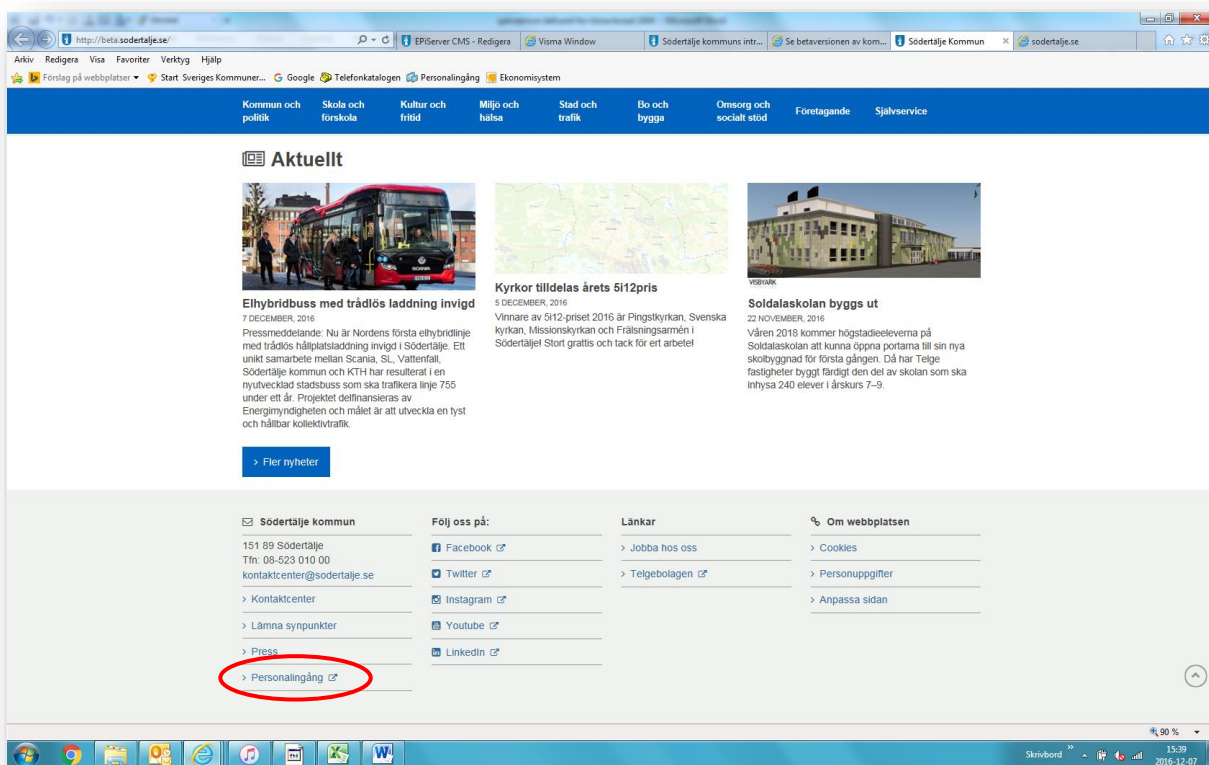 http://beta.sodertalje.se/
EPiServer CMS - Redigera
Visma Window
Södertälje kommuns intr...
Se betaversionen av kom...
Södertälje Kommun
sodertalje.se
Arkiv Redigera Visa Favoriter Verktyg Hjälp
Förslag på webbplatser Start Sveriges Kommuner... Google Telefonkatalogen Personalingång Ekonomisystem
Kommun och politik
Skola och förskola
Kultur och fritid
Miljö och hälsa
Stad och trafik
Bo och bygga
Omsorg och socialt stöd
Företagande
Självservice
Aktuellt
SCANIA
Elhybridbuss med trådlös laddning invigd
7 DECEMBER, 2016
Pressmeddelande: Nu är Nordens första elhybridlinje
med trådlös hållplatsladdning invigd i Södertälje. Ett
unikt samarbete mellan Scania, SL, Vattenfall,
Södertälje kommun och KTH har resulterat i en
nyutvecklad stadsbuss som ska trafikera linje 755
under ett år. Projektet delfinansieras av
Energimyndigheten och målet är att utveckla en tyst
och hållbar kollektivtrafik.
Kyrkor tilldelas årets 5i12pris
5 DECEMBER, 2016
Vinnare av 5i12-priset 2016 är Pingstkyrkan, Svenska
kyrkan, Missionskyrkan och Frälsningsarmén i
Södertälje! Stort grattis och tack för ert arbete!
VISBYARK
Soldalaskolan byggs ut
22 NOVEMBER, 2016
Våren 2018 kommer högstadieeleverna på
Soldalaskolan att kunna öppna portarna till sin nya
skolbyggnad för första gången. Då har Telge
fastigheter byggt färdigt den del av skolan som ska
inhysa 240 elever i årskurs 7–9.
> Fler nyheter
Södertälje kommun
151 89 Södertälje
Tfn: 08-523 010 00
kontaktcenter@sodertalje.se
> Kontaktcenter
> Lämna synpunkter
> Press
> Personalingång
Följ oss på:
Facebook
Twitter
Instagram
Youtube
LinkedIn
Länkar
> Jobba hos oss
> Telgebolagen
Om webbplatsen
> Cookies
> Personuppgifter
> Anpassa sidan
90 %
Skrivbord
15:39
2016-12-07